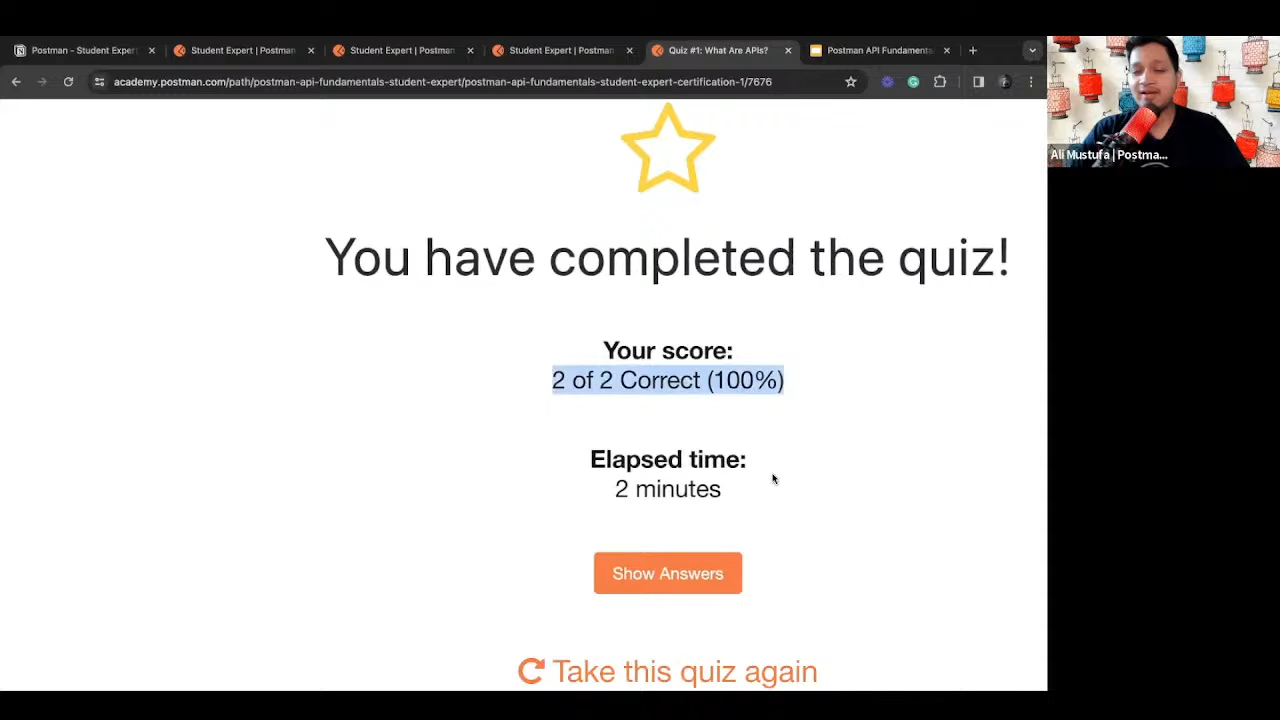 Postman - Student Expert
Student Expert | Postman
Student Expert | Postman
Student Expert | Postman
Quiz #1: What Are APIs?
Postman API Fundamenta
academy.postman.com/path/postman-api-fundamentals-student-expert/postman-api-fundementals-student-expert-certification-1/7676
Ali Mustufa | Postma...
You have completed the quiz!
Your score:
2 of 2 Correct (100%)
Elapsed time:
2 minutes
Show Answers
Take this quiz again